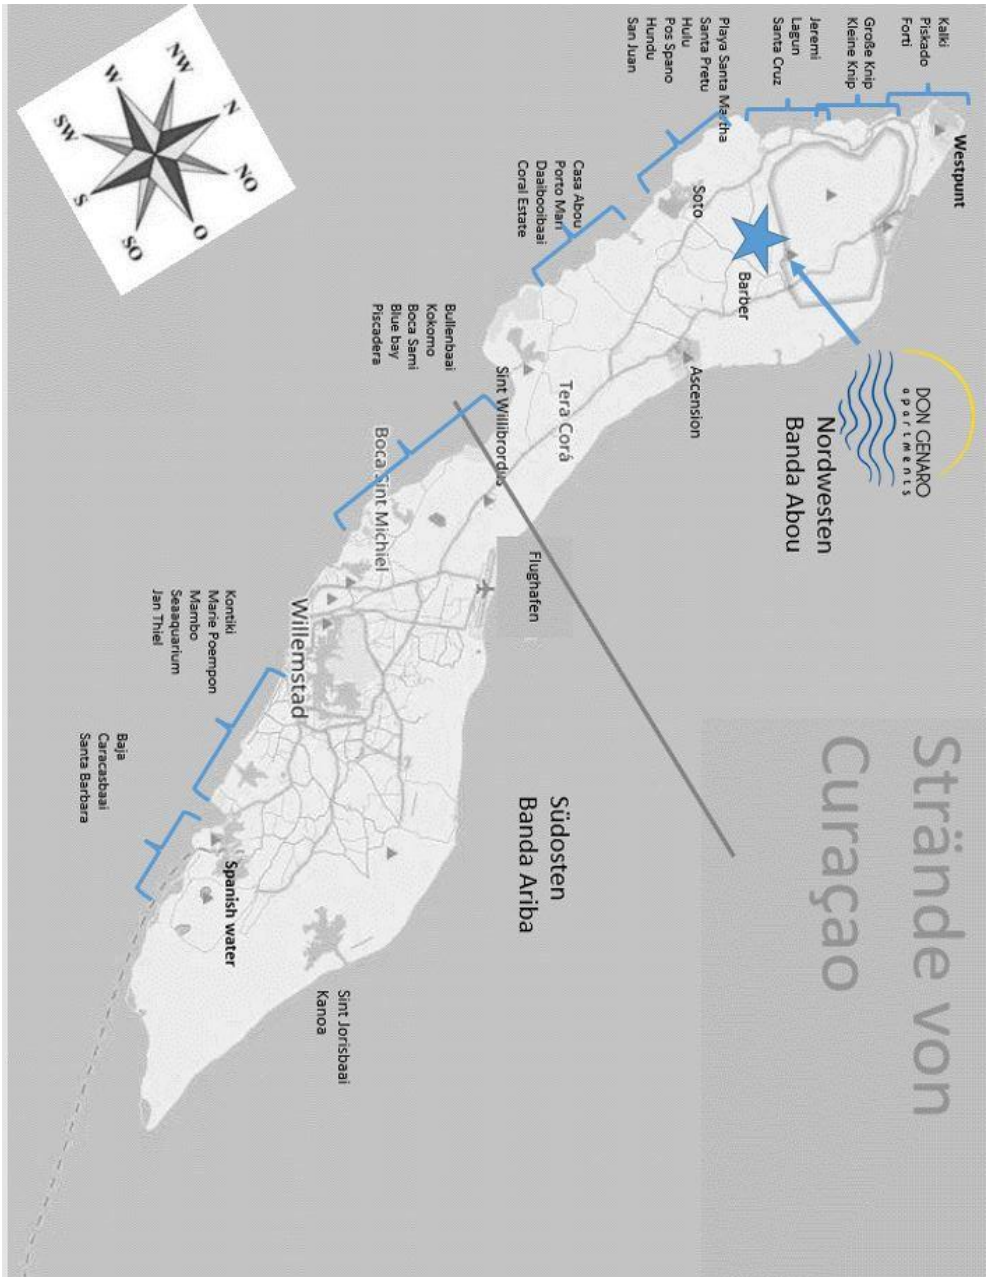 Strände von
Curaçao
DON GENARO
apartments
Nordwesten
Banda Abou
Südosten
Banda Ariba
Westpunt
Barber
Soto
Ascension
Tera Corá
Sint Willibrordus
Flughafen
Boca Sint Michiel
Willemstad
Spanish water
Kalki
Piskado
Forti
Große Knip
Kleine Knip
Jeremi
Lagun
Santa Cruz
Playa Santa Martha
Santa Pretu
Hulu
Pos Spano
Hundu
San Juan
Casa Abou
Porto Mari
Daaibooibaai
Coral Estate
Bullenbaai
Kokomo
Boca Sami
Blue bay
Piscadera
Kontiki
Marie Poempon
Mambo
Seaaquarium
Jan Thiel
Baja
Caracasbaai
Santa Barbara
Sint Jorisbaai
Kanoa
N
NO
O
SO
S
SW
W
NW